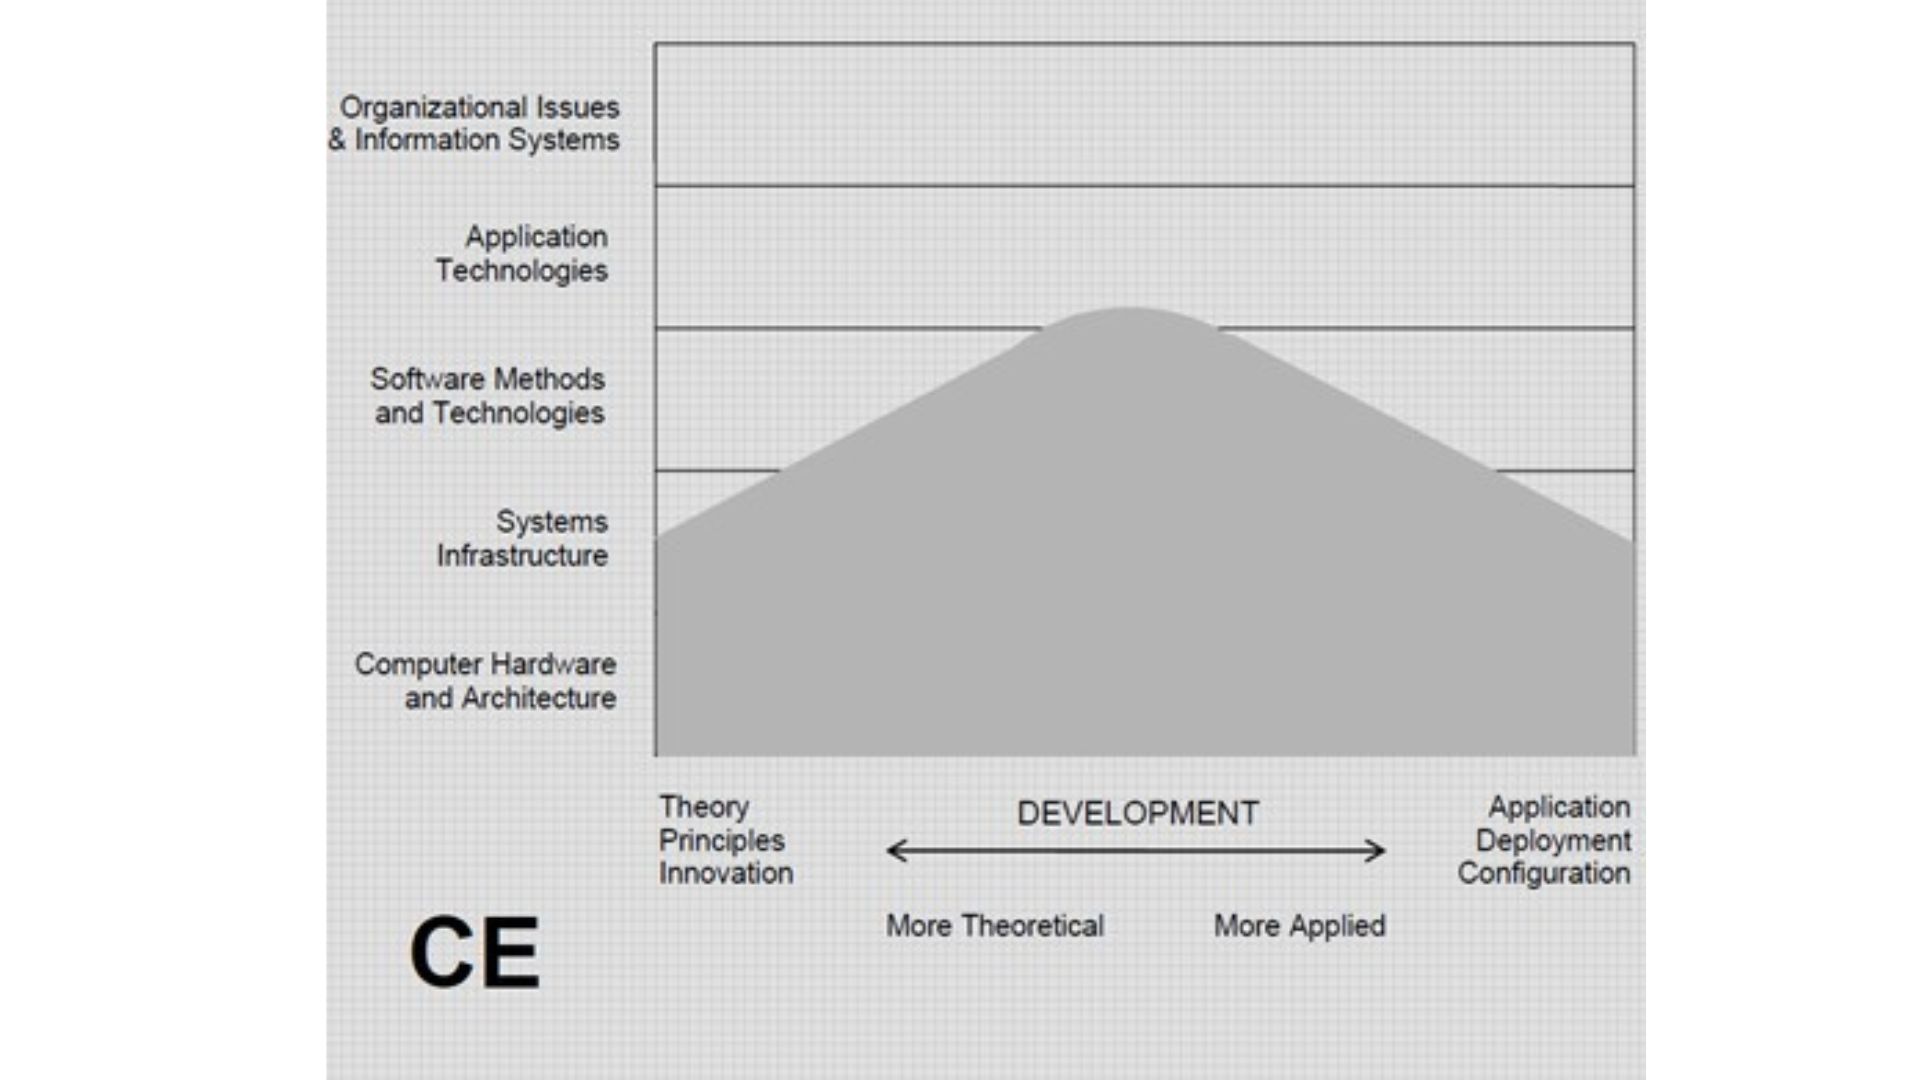 Organizational Issues
& Information Systems
Application
Technologies
Software Methods
and Technologies
Systems
Infrastructure
Computer Hardware
and Architecture
Theory
Principles
Innovation
DEVELOPMENT
Application
Deployment
Configuration
More Theoretical
More Applied
CE